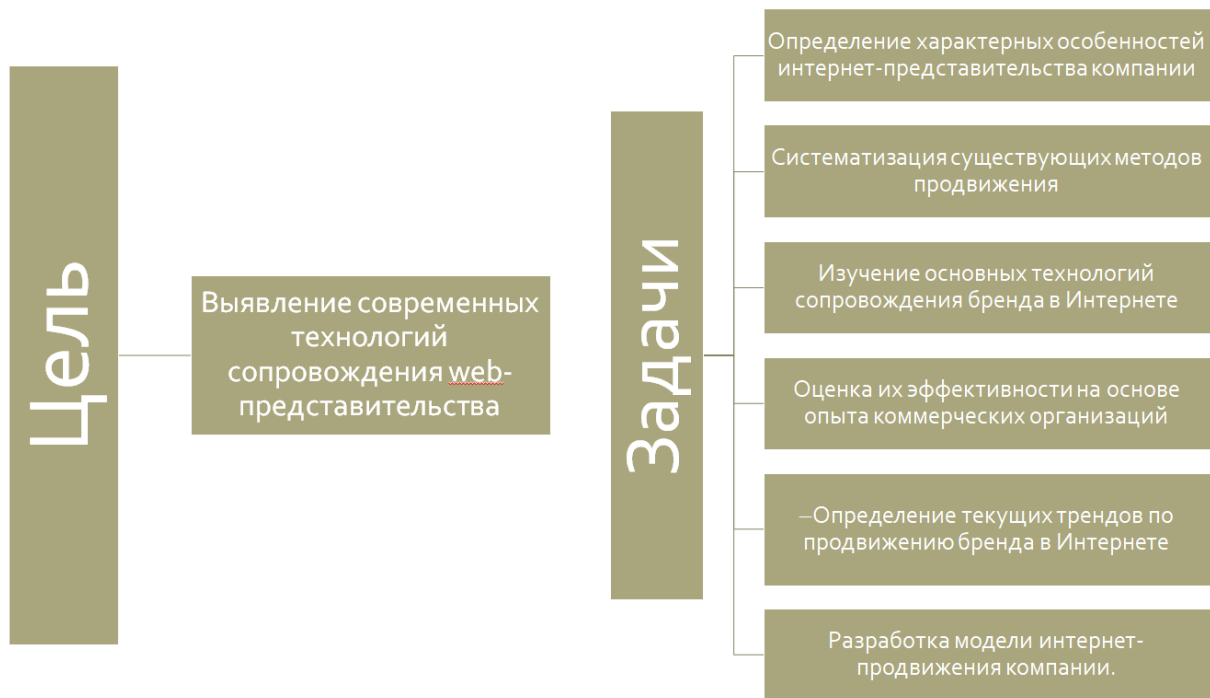 Цель
Выявление современных
технологий
сопровождения web-
представительства
Задачи
Определение характерных особенностей
интернет-представительства компании
Систематизация существующих методов
продвижения
Изучение основных технологий
сопровождения бренда в Интернете
Оценка их эффективности на основе
опыта коммерческих организаций
–Определение текущих трендов по
продвижению бренда в Интернете
Разработка модели интернет-
продвижения компании.